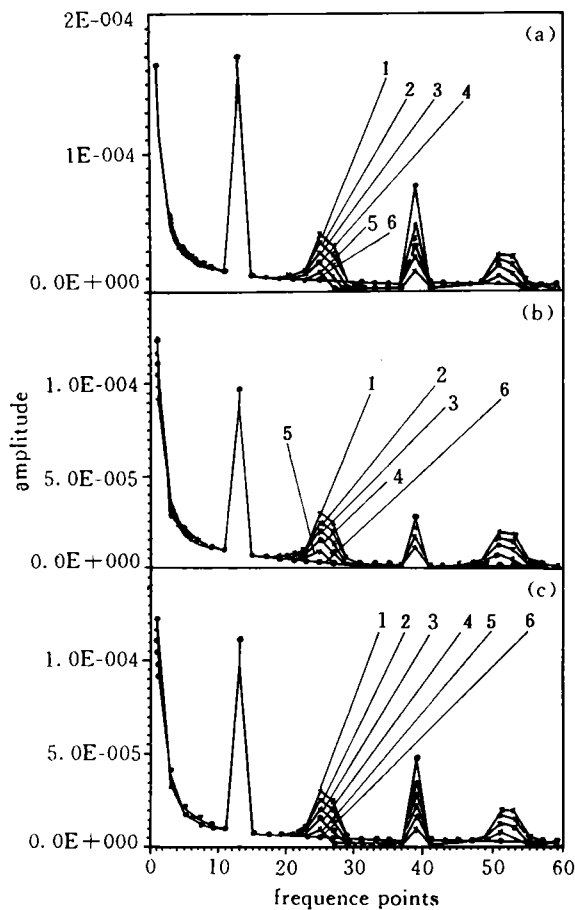 2E-004
(a)
1
2 3 4
1E-004
5 6
0.0E+000
(b)
1.0E-004
1 2
3 6
5
5.0E-005
4
0.0E+000
amplitude
(c)
1 2 3 4 5 6
1.0E-004
5.0E-005
0.0E+000
0 10 20 30 40 50 60
frequence points